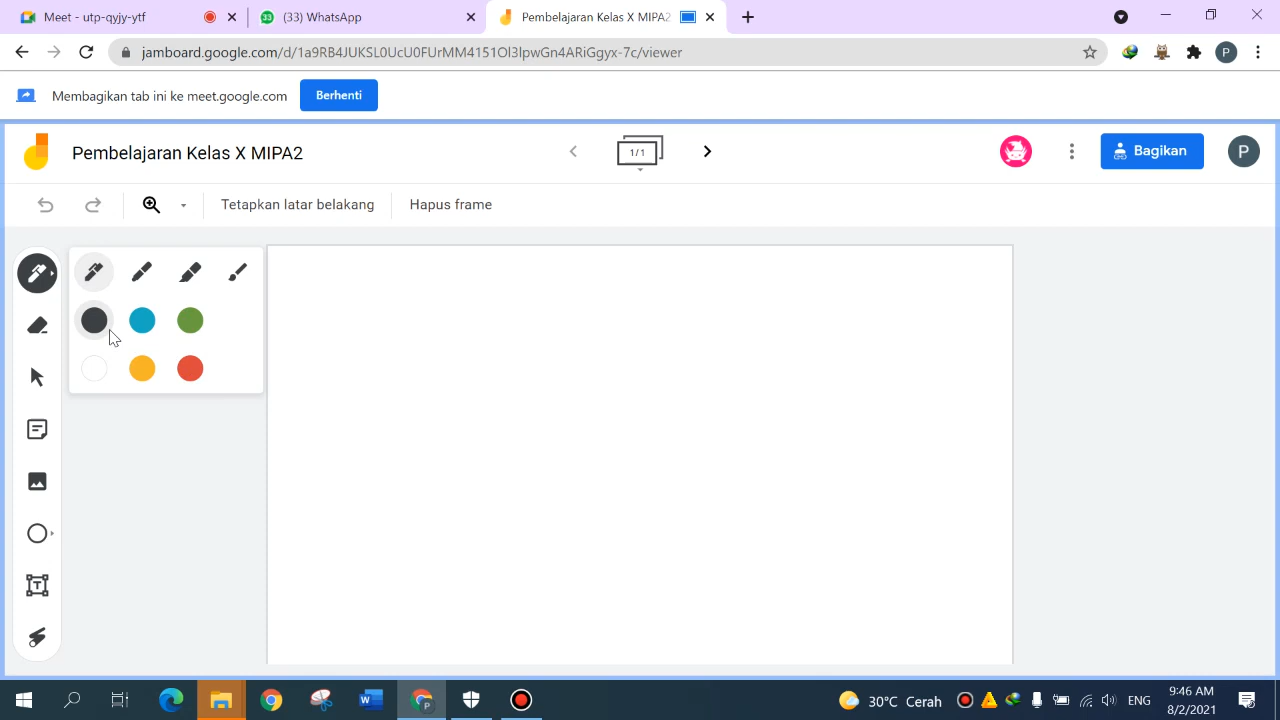 Meet - utp-qyjy-ytf
33
(33) WhatsApp
Pembelajaran Kelas X MIPA2
jamboard.google.com/d/1a9RB4JUKSL0UcU0FUrMM4151Ol3lpwGn4ARiGgyx-7c/viewer
P
Membagikan tab ini ke meet.google.com
Berhenti
Pembelajaran Kelas X MIPA2
1/1
Bagikan
P
Tetapkan latar belakang
Hapus frame
T
W
P
30°C Cerah
ENG
9:46 AM
8/2/2021